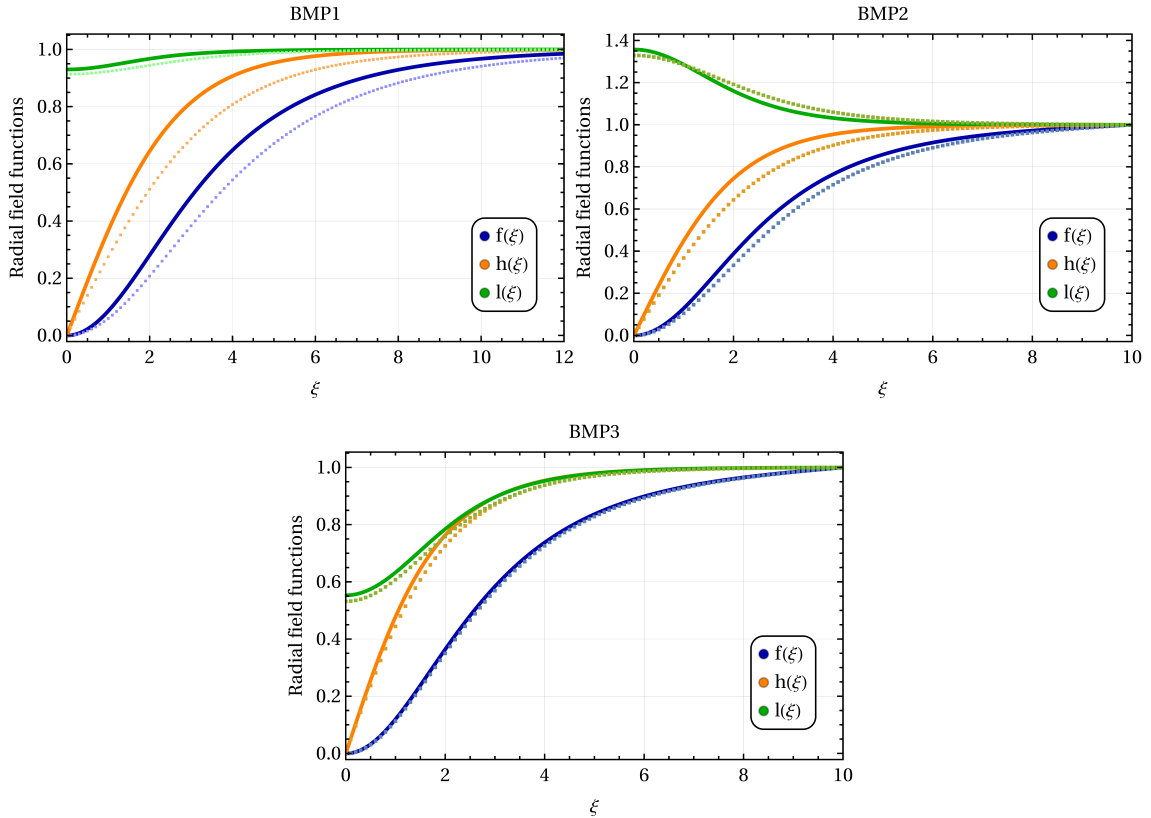 BMP1
Radial field functions
1.0
0.8
0.6
0.4
0.2
0.0
0 2 4 6 8 10 12
ξ
f(ξ)
h(ξ)
l(ξ)
BMP2
Radial field functions
1.4
1.2
1.0
0.8
0.6
0.4
0.2
0.0
0 2 4 6 8 10
ξ
f(ξ)
h(ξ)
l(ξ)
BMP3
Radial field functions
1.0
0.8
0.6
0.4
0.2
0.0
0 2 4 6 8 10
ξ
f(ξ)
h(ξ)
l(ξ)